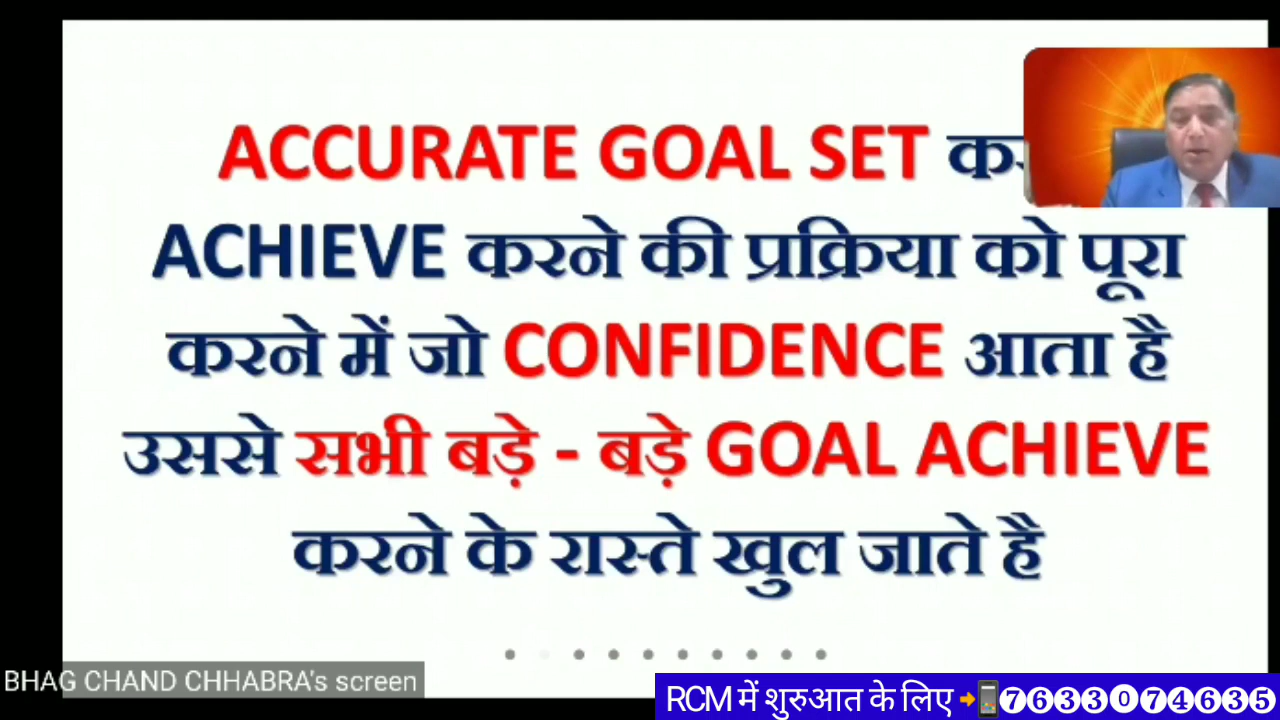 ACCURATE GOAL SET
ACHIEVE करने की प्रक्रिया को पूरा
करने में जो CONFIDENCE आता है
उससे सभी बड़े - बड़े GOAL ACHIEVE
करने के रास्ते खुल जाते है
BHAG CHAND CHHABRA's screen
RCM में शुरुआत के लिए 7633074635